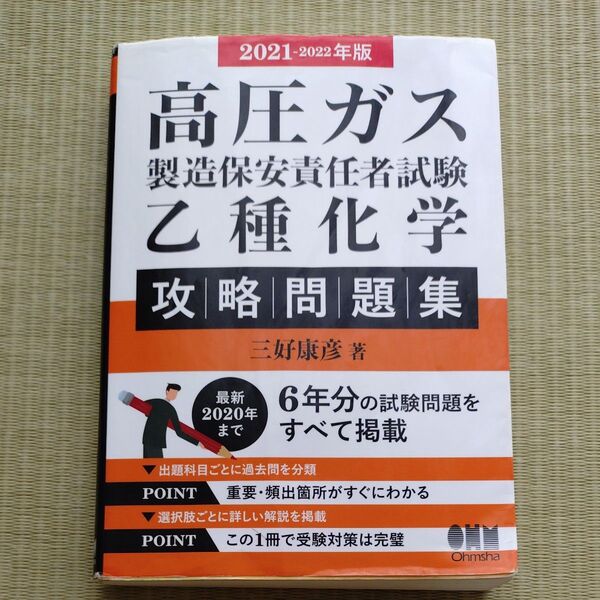 2021-2022年版
高圧ガス
製造保安責任者試験
乙種化学
攻略問題集
三好康彦 著
最新
2020年
まで
6年分の試験問題を
すべて掲載
▼出題科目ごとに過去問を分類
POINT 重要・頻出箇所がすぐにわかる
▼選択肢ごとに詳しい解説を掲載
POINT この1冊で受験対策は完璧
OHM
Ohmsha